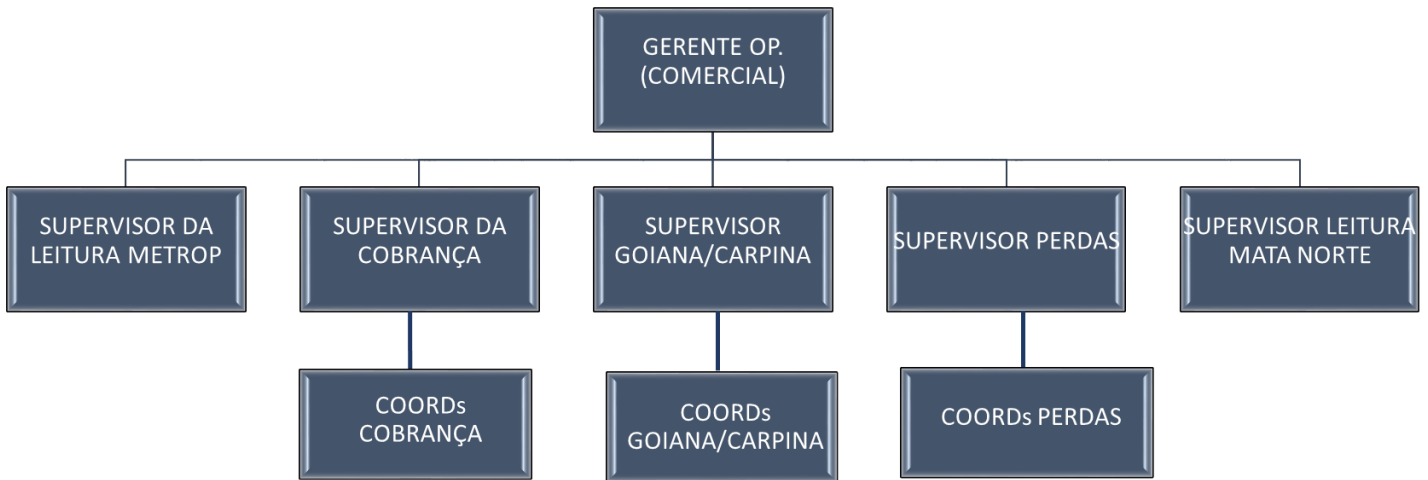 GERENTE OP.
(COMERCIAL)
SUPERVISOR DA
LEITURA METROP
SUPERVISOR DA
COBRANÇA
SUPERVISOR
GOIANA/CARPINA
SUPERVISOR PERDAS
SUPERVISOR LEITURA
MATA NORTE
COORDs
COBRANÇA
COORDs
GOIANA/CARPINA
COORDs PERDAS